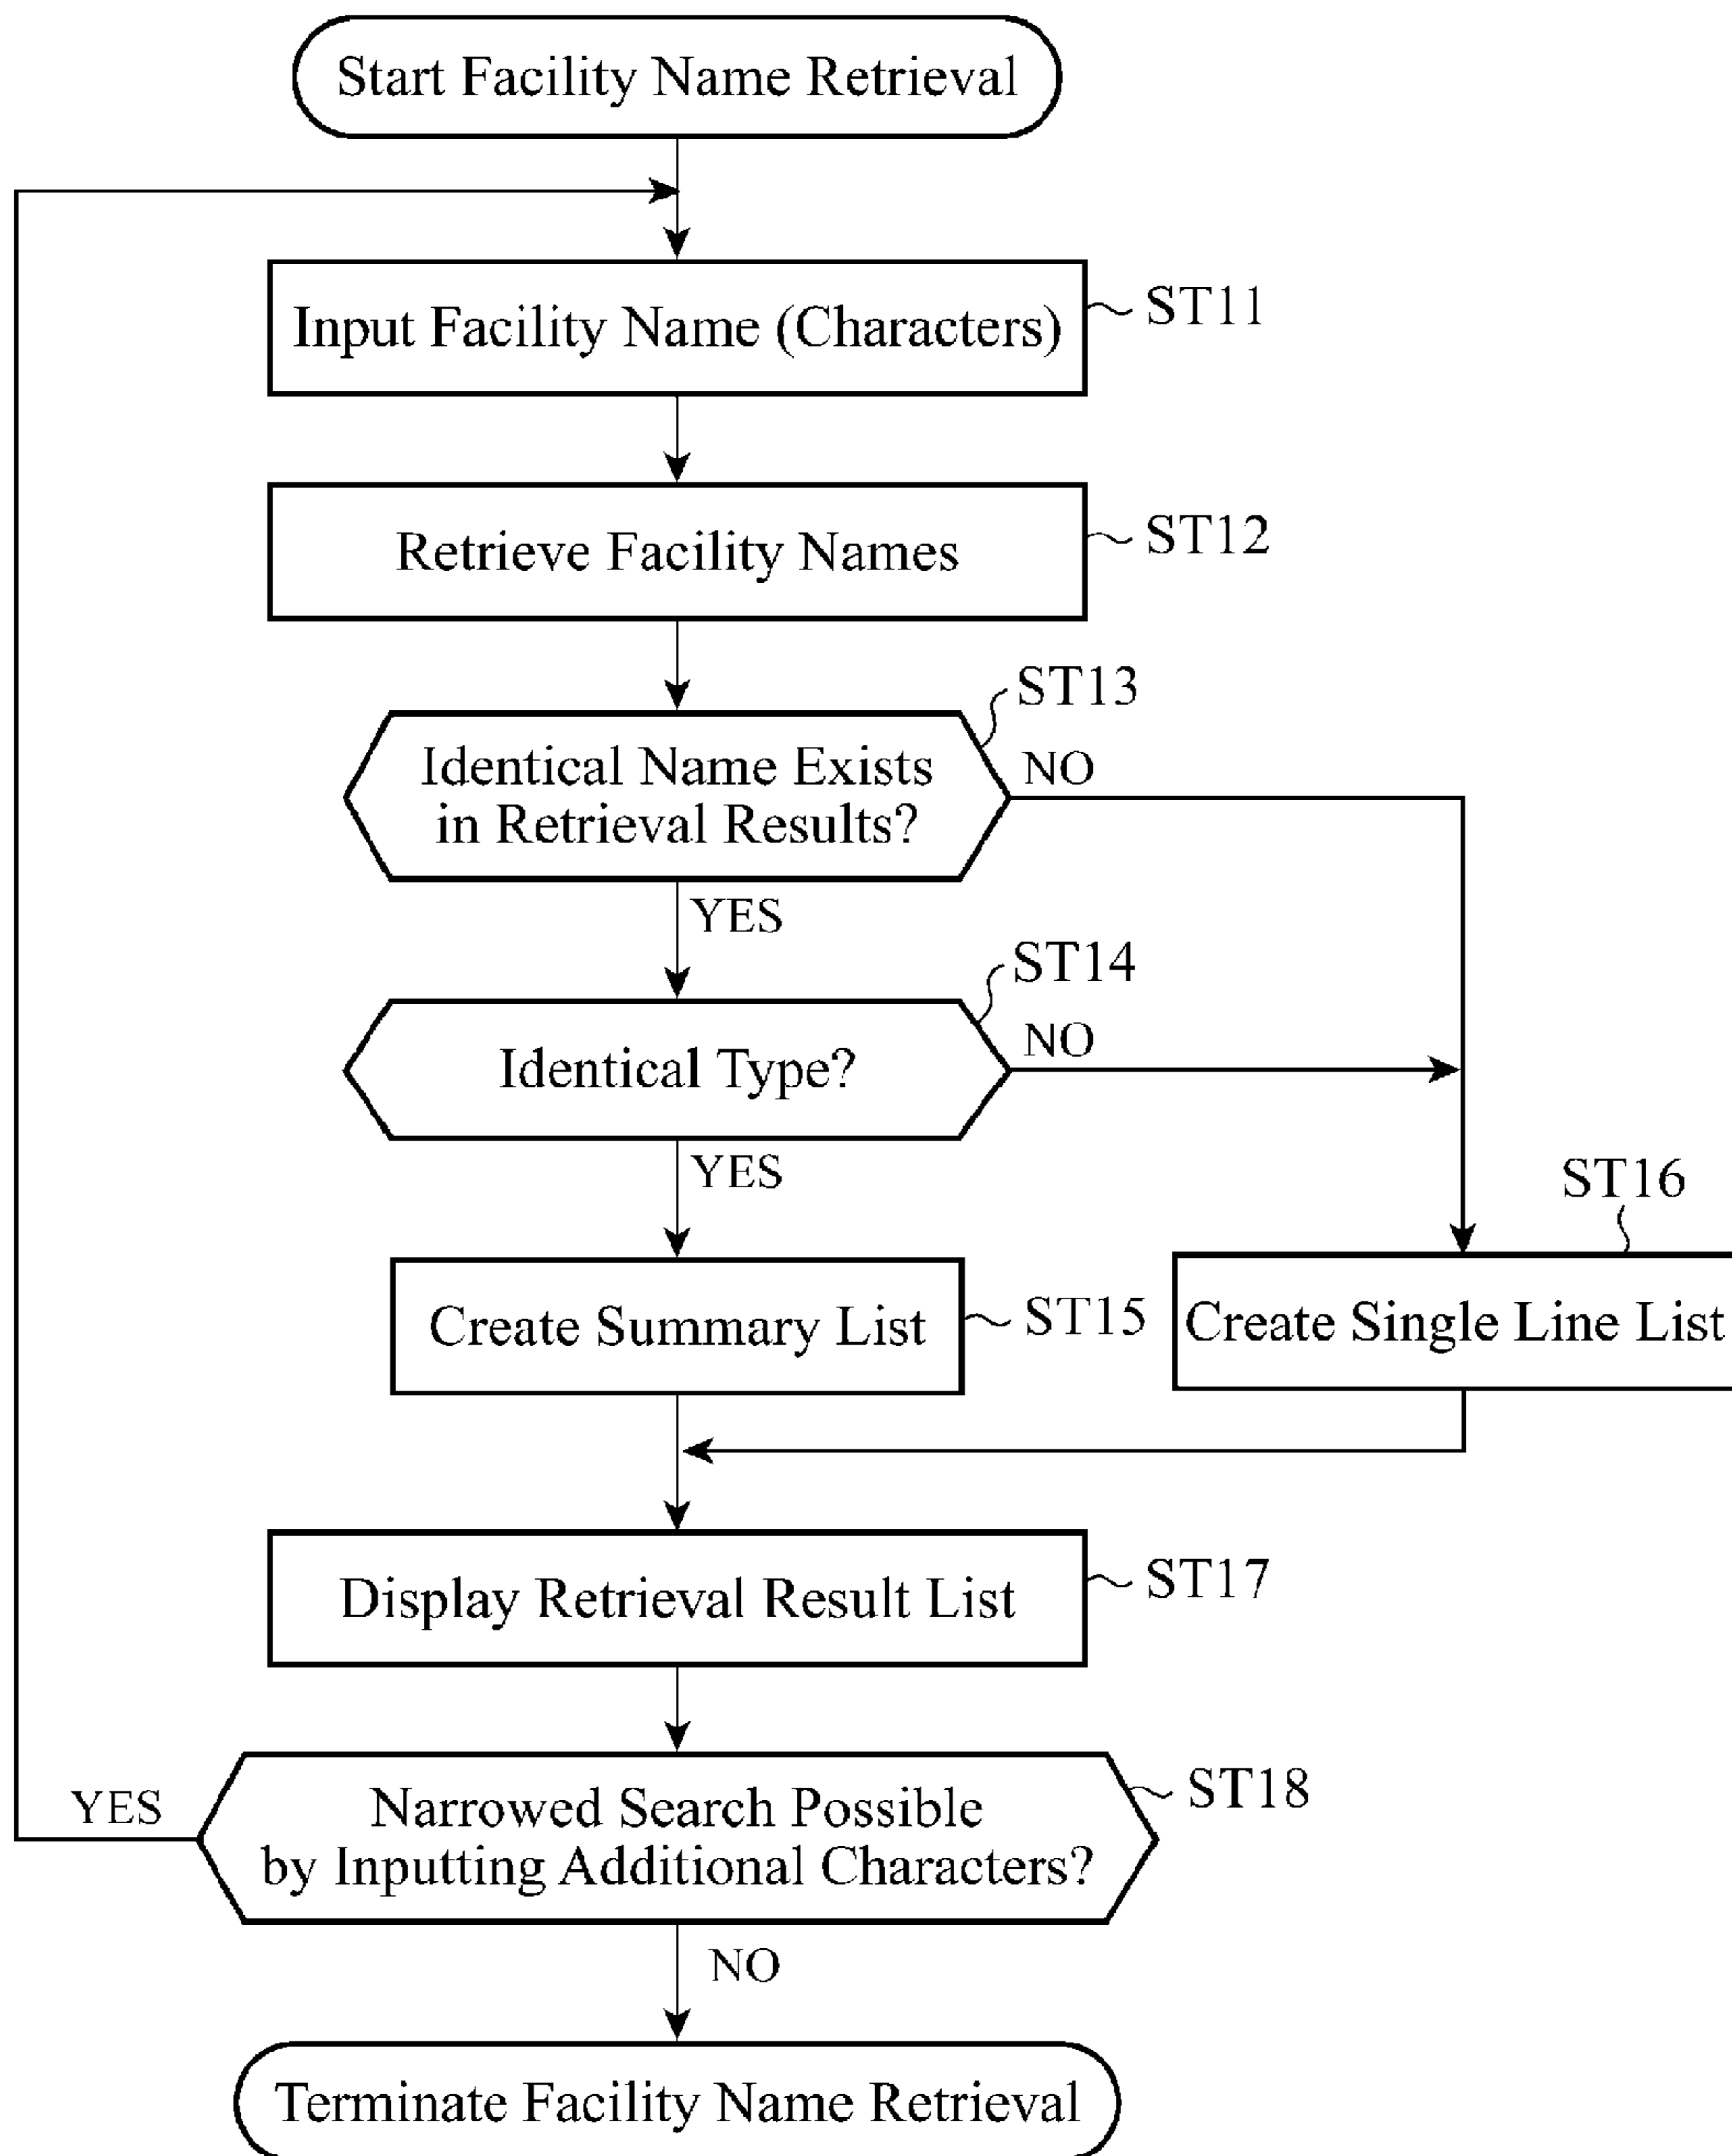 Start Facility Name Retrieval
Input Facility Name (Characters)
ST11
Retrieve Facility Names
ST12
ST13
Identical Name Exists
in Retrieval Results?
NO
YES
ST14
Identical Type?
NO
YES
ST16
Create Summary List
ST15
Create Single Line List
Display Retrieval Result List
ST17
Narrowed Search Possible
by Inputting Additional Characters?
ST18
YES
NO
Terminate Facility Name Retrieval